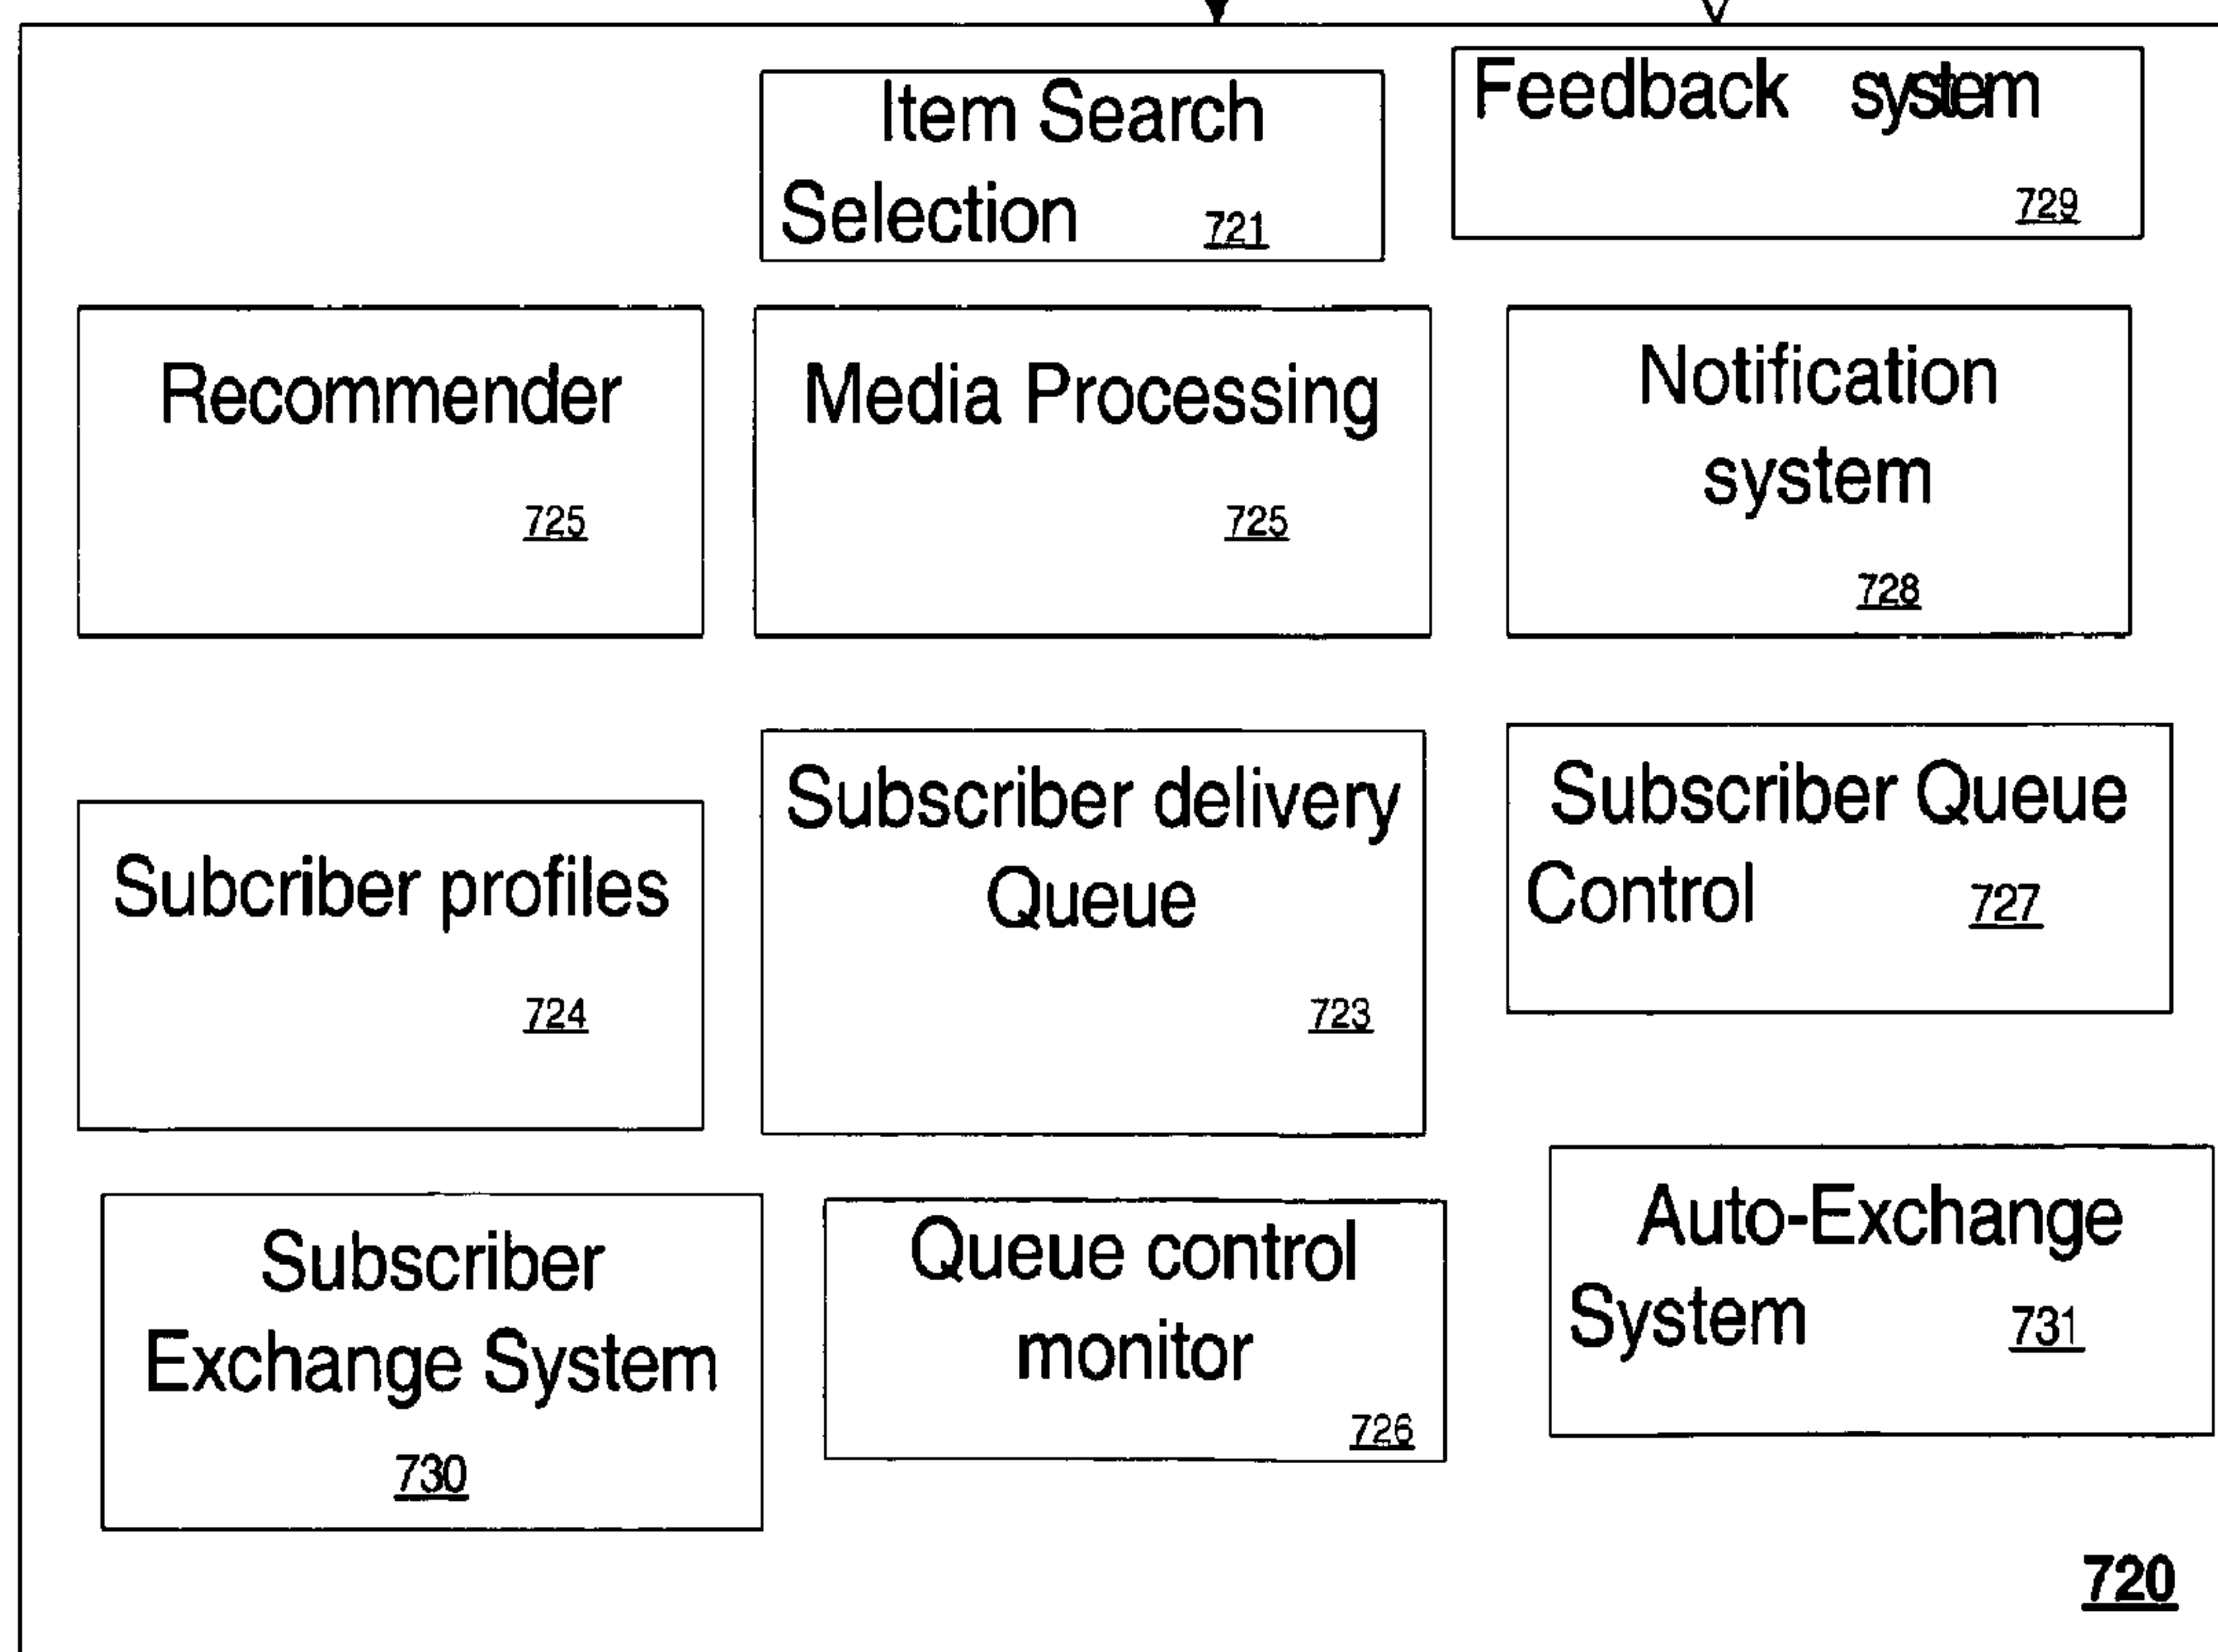 Item Search
Selection 721
Feedback system
729
Recommender
725
Media Processing
725
Notification
system
728
Subcriber profiles
724
Subscriber delivery
Queue
723
Subscriber Queue
Control 727
Subscriber
Exchange System
730
Queue control
monitor
726
Auto-Exchange
System 731
720